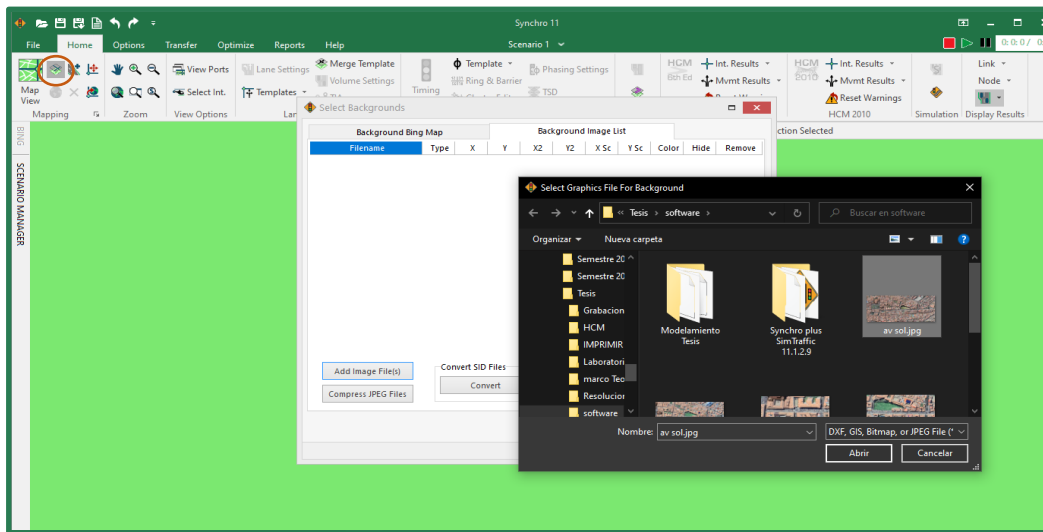 Synchro 11
File Home Options Transfer Optimize Reports Help Scenario 1
0: 0: 0 /
Map View
Mapping
Zoom
View Ports
Select Int.
View Options
Lane Settings
Templates
Merge Template
Volume Settings
Timing
Template
Ring & Barrier
Phasing Settings
TSD
HCM
Int. Results
Mvmt Results
HCM 2010
Int. Results
Mvmt Results
Reset Warnings
HCM 2010
Simulation
Link
Node
Display Results
BING
SCENARIO MANAGER
ction Selected
Select Backgrounds
Background Bing Map Background Image List
Filename Type X Y X2 Y2 X Sc Y Sc Color Hide Remove
Add Image File(s)
Compress JPEG Files
Convert SID Files
Convert
Select Graphics File For Background
« Tesis › software ›
Buscar en software
Organizar Nueva carpeta
Semestre 20
Semestre 20
Tesis
Grabacion
HCM
IMPRIMIR
Laboratori
marco Teo
Resolucion
software
Modelamiento
Tesis
Synchro plus
SimTraffic
11.1.2.9
av sol.jpg
Nombre: av sol.jpg
DXF, GIS, Bitmap, or JPEG File (*
Abrir Cancelar